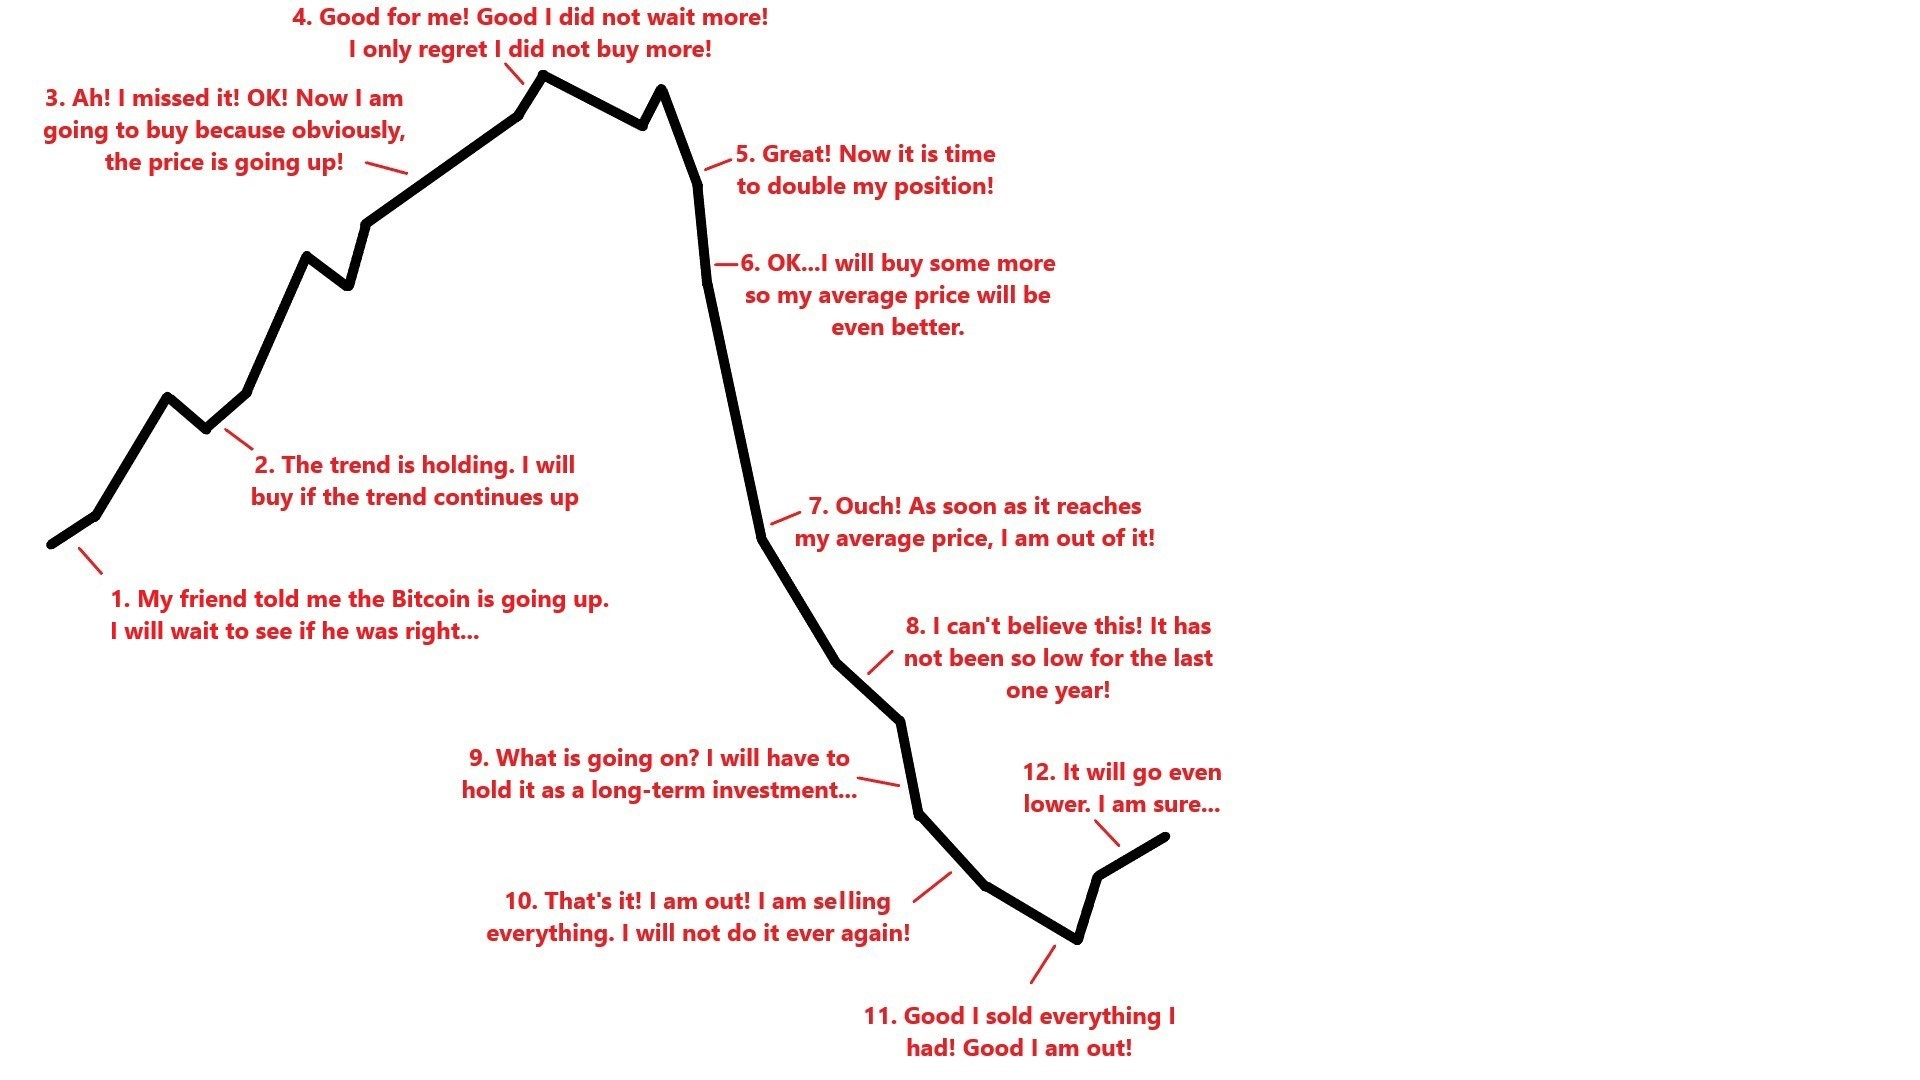 4. Good for me! Good I did not wait more!
I only regret I did not buy more!
3. Ah! I missed it! OK! Now I am
going to buy because obviously,
the price is going up!
5. Great! Now it is time
to double my position!
6. OK...I will buy some more
so my average price will be
even better.
2. The trend is holding. I will
buy if the trend continues up
7. Ouch! As soon as it reaches
my average price, I am out of it!
1. My friend told me the Bitcoin is going up.
I will wait to see if he was right...
8. I can't believe this! It has
not been so low for the last
one year!
9. What is going on? I will have to
hold it as a long-term investment...
12. It will go even
lower. I am sure...
10. That's it! I am out! I am selling
everything. I will not do it ever again!
11. Good I sold everything I
had! Good I am out!